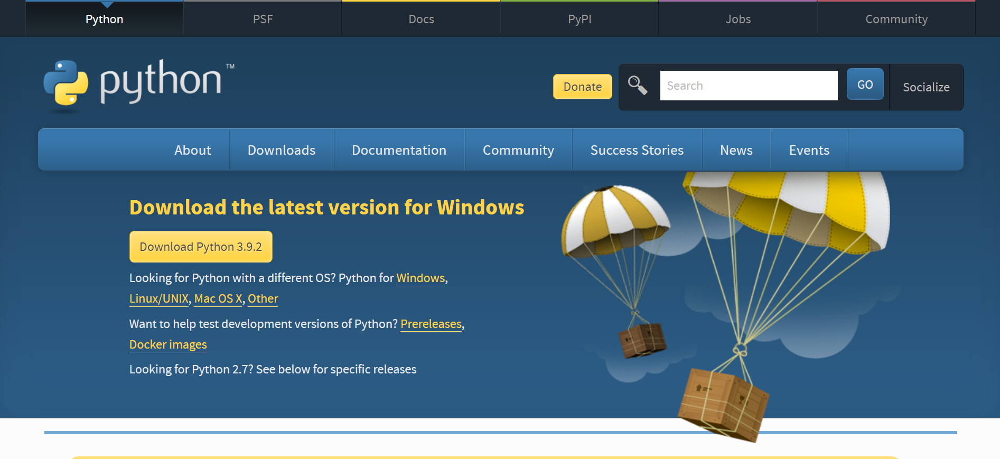 Python PSF Docs PyPI Jobs Community
python™
Donate Search GO Socialize
About Downloads Documentation Community Success Stories News Events
Download the latest version for Windows
Download Python 3.9.2
Looking for Python with a different OS? Python for Windows,
Linux/UNIX, Mac OS X, Other
Want to help test development versions of Python? Prereleases,
Docker images
Looking for Python 2.7? See below for specific releases